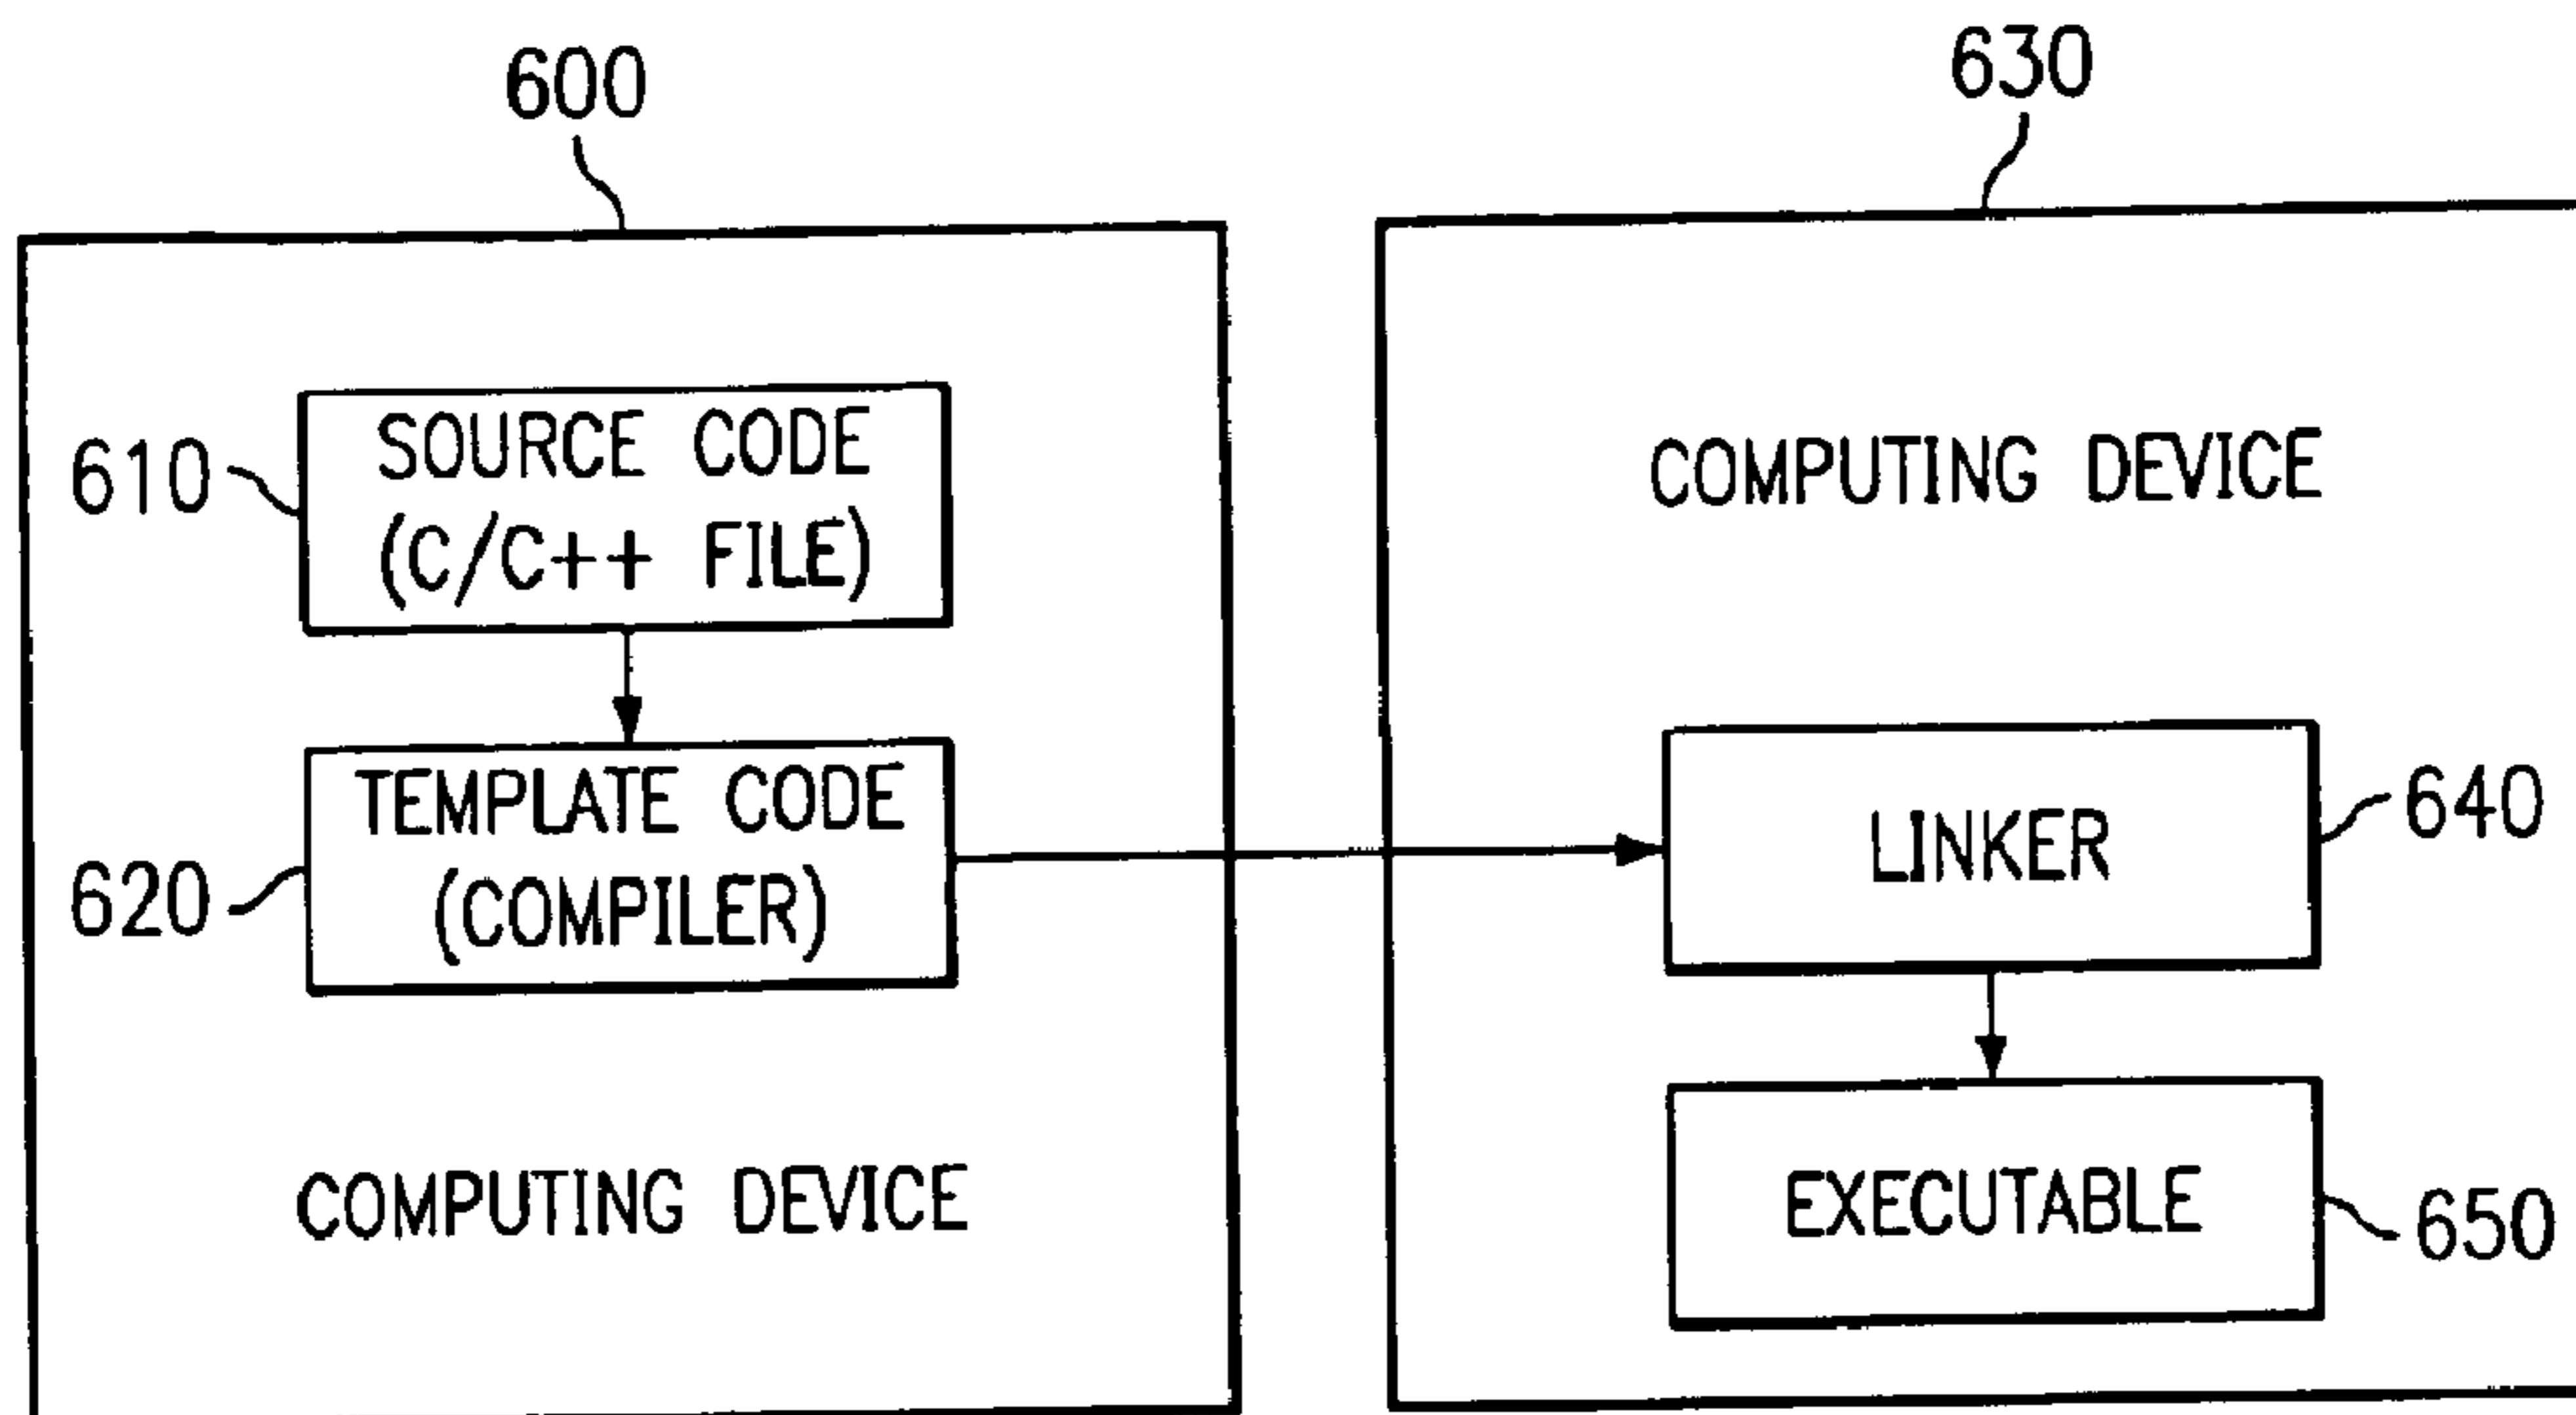 600
630
610
SOURCE CODE
(C/C++ FILE)
COMPUTING DEVICE
620
TEMPLATE CODE
(COMPILER)
LINKER
640
COMPUTING DEVICE
EXECUTABLE
650